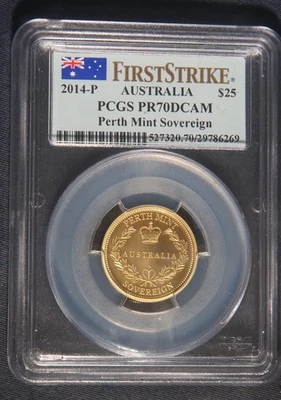 FIRSTSTRIKE®
2014-P AUSTRALIA $25
PCGS PR70DCAM
Perth Mint Sovereign
527320.70/29786269
PERTH MINT
AUSTRALIA
SOVEREIGN